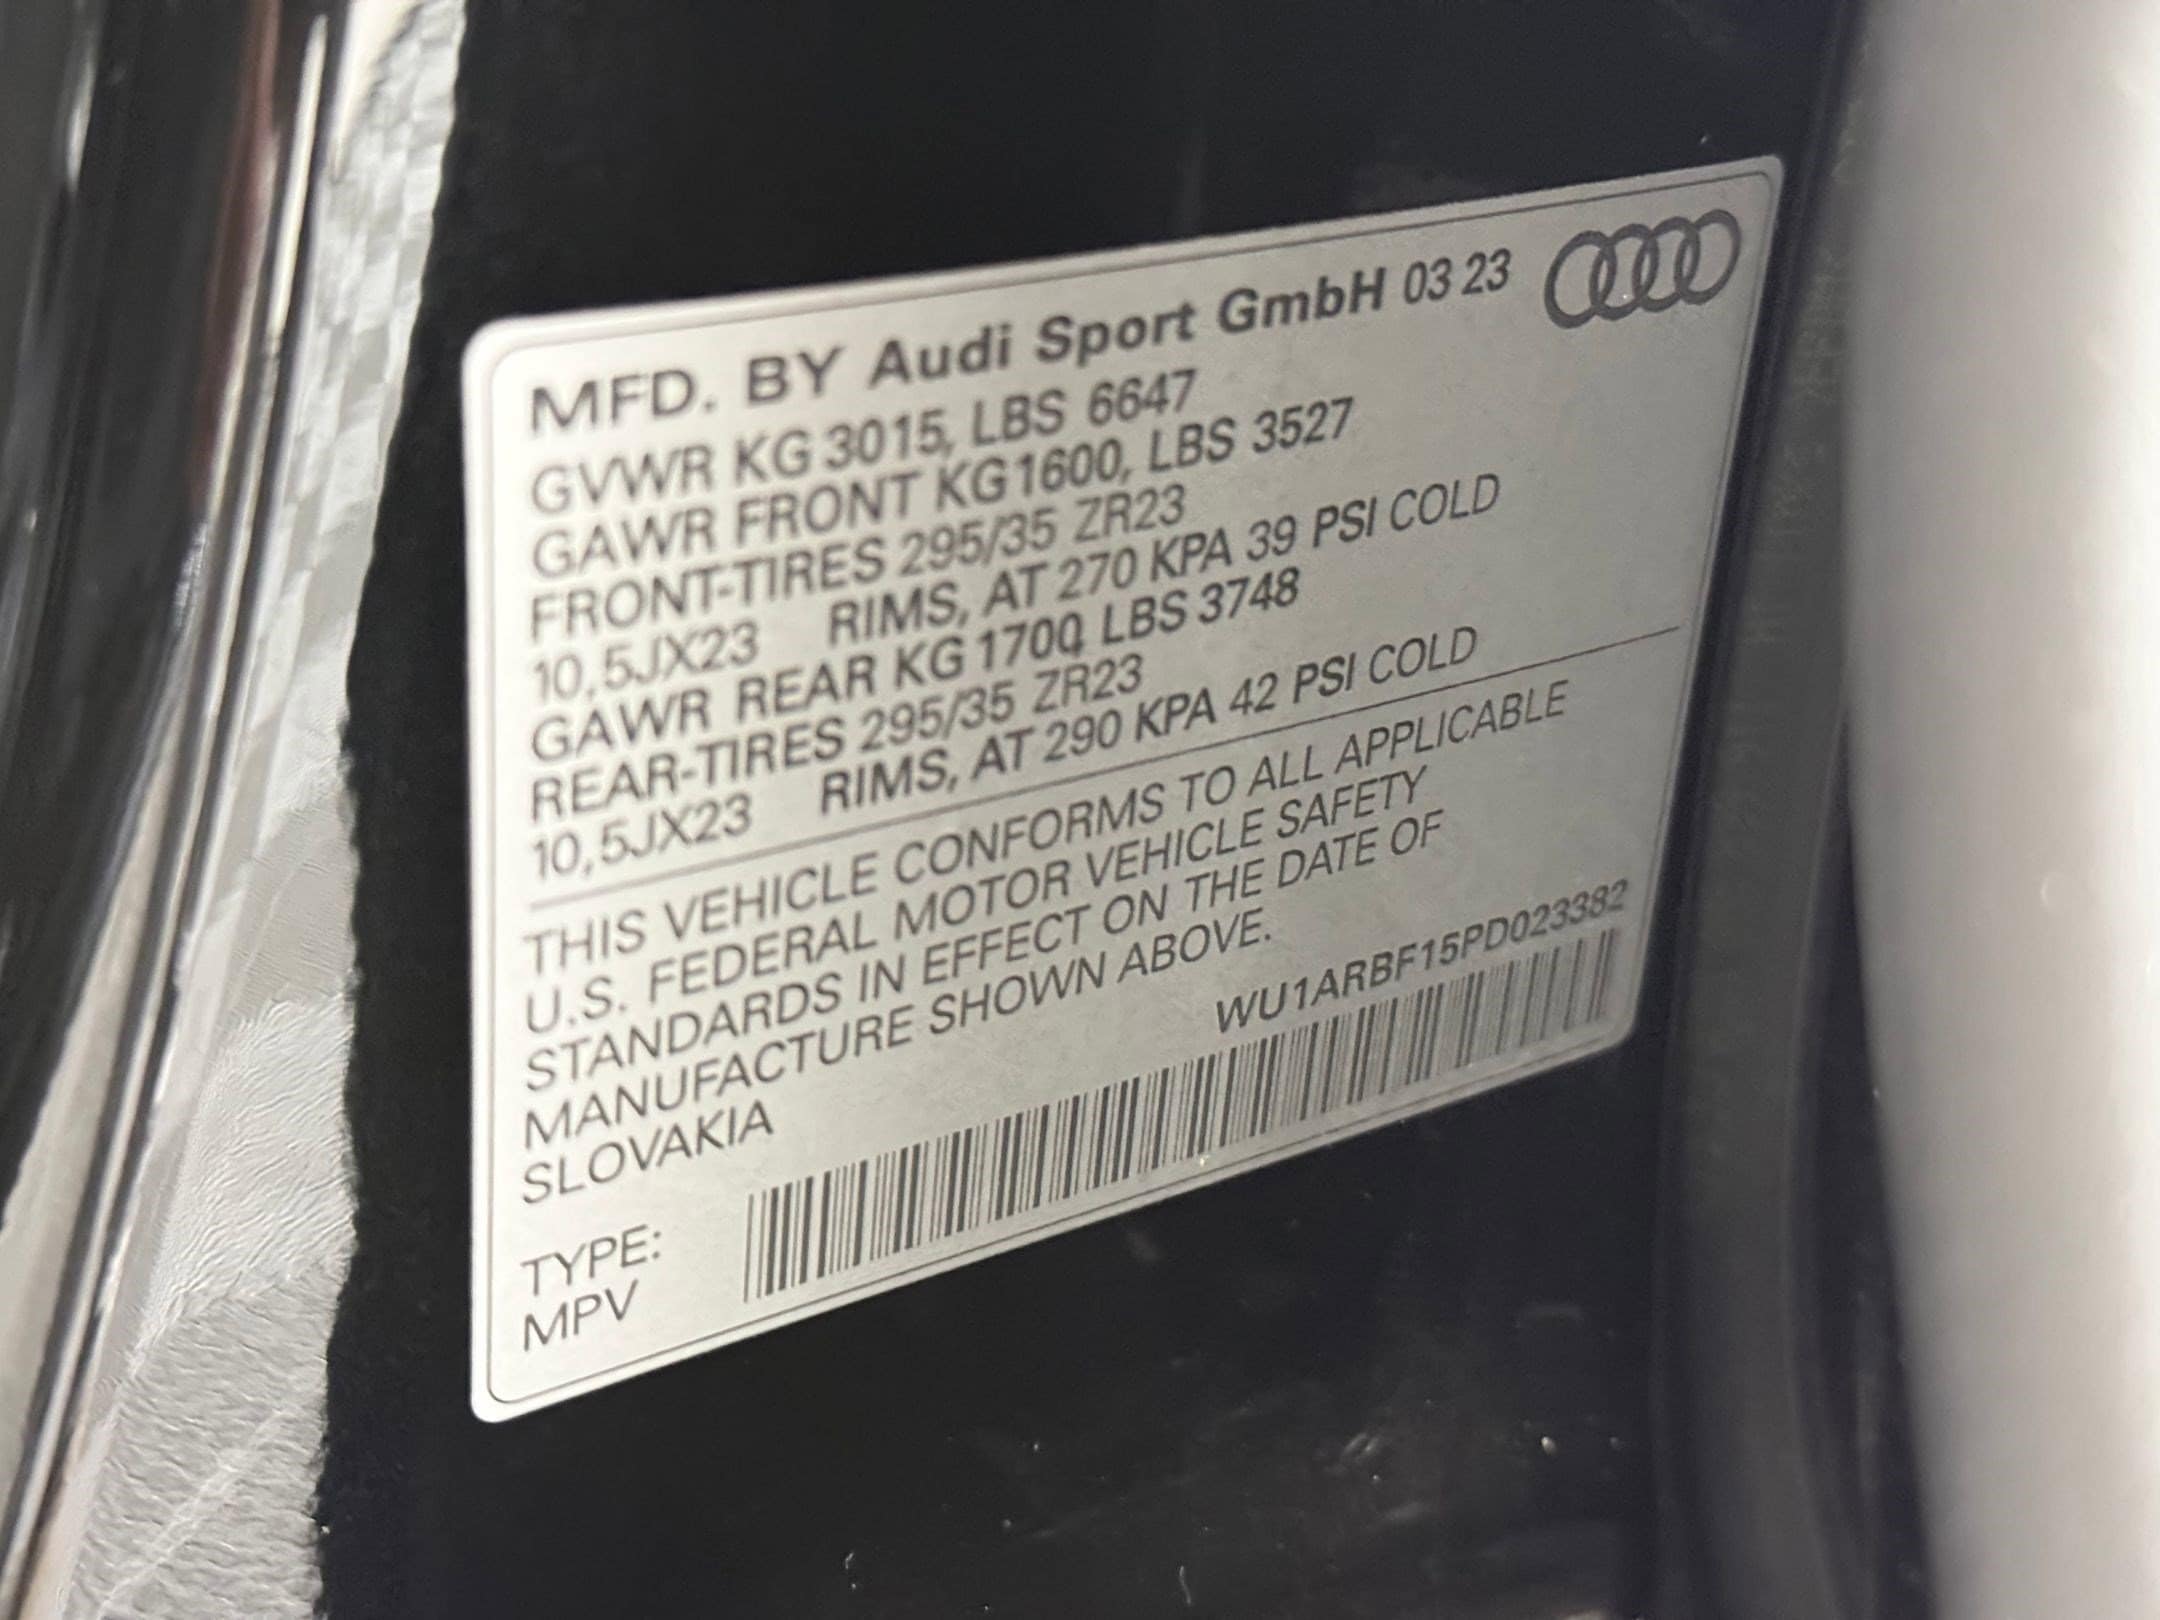 MFD. BY Audi Sport GmbH 03 23
GVWR KG 3015, LBS 6647
GAWR FRONT KG 1600, LBS 3527
FRONT-TIRES 295/35 ZR23
10,5JX23 RIMS, AT 270 KPA 39 PSI COLD
GAWR REAR KG 1700, LBS 3748
REAR-TIRES 295/35 ZR23
10,5JX23 RIMS, AT 290 KPA 42 PSI COLD
THIS VEHICLE CONFORMS TO ALL APPLICABLE
U.S. FEDERAL MOTOR VEHICLE SAFETY
STANDARDS IN EFFECT ON THE DATE OF
MANUFACTURE SHOWN ABOVE.
SLOVAKIA
WU1ARBF15PD023382
TYPE:
MPV